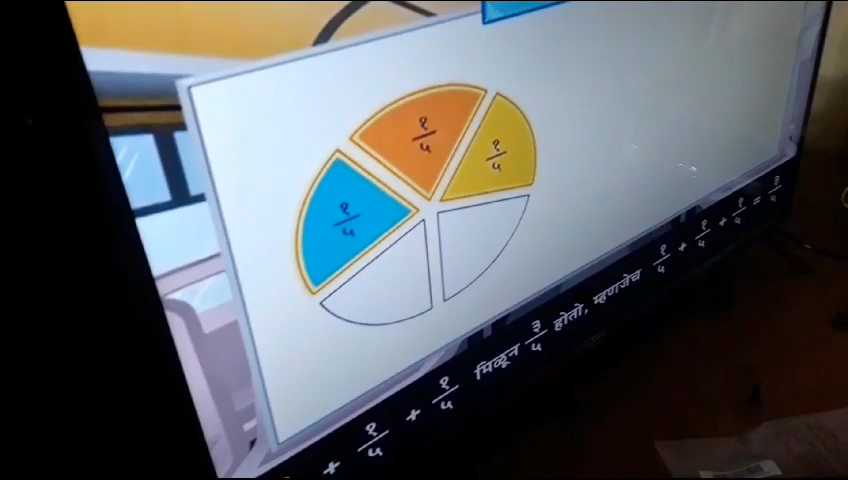 १/५
१/५
१/५
+ १/५ + १/५ मिळून ३/५ होतो, म्हणजेच १/५ + १/५ + १/५ = ३/५